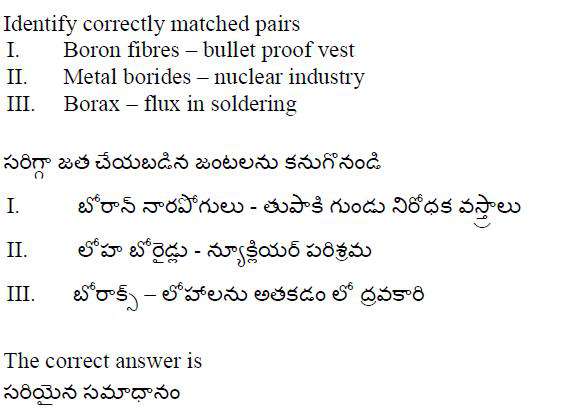 Identify correctly matched pairs
I. Boron fibres – bullet proof vest
II. Metal borides – nuclear industry
III. Borax – flux in soldering
సరిగ్గా జత చేయబడిన జంటలను కనుగొనండి
I. బోరాన్ నారపోగులు - తుపాకి గుండు నిరోధక వస్త్రాలు
II. లోహ బోరైడ్లు - న్యూక్లియర్ పరిశ్రమ
III. బోరాక్స్ – లోహాలను అతకడం లో ద్రవకారి
The correct answer is
సరియైన సమాధానం